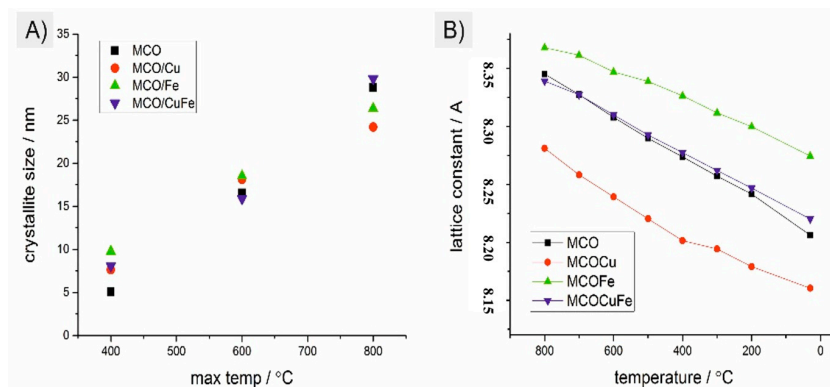 A)
MCO
MCO/Cu
MCO/Fe
MCO/CuFe
35
30
25
20
15
10
5
0
crystallite size / nm
400 500 600 700 800
max temp / °C
B)
8.35
8.30
8.25
8.20
8.15
lattice constant / A
MCO
MCOCu
MCOFe
MCOCuFe
800 600 400 200 0
temperature / °C